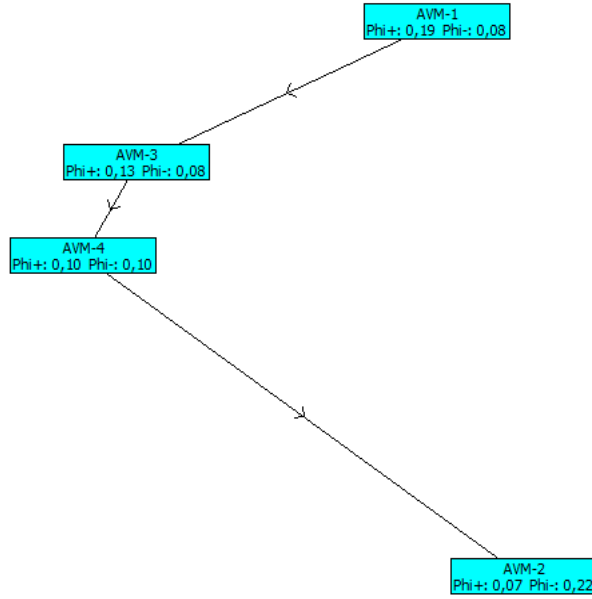 AVM-1
Phi+: 0,19 Phi-: 0,08
AVM-3
Phi+: 0,13 Phi-: 0,08
AVM-4
Phi+: 0,10 Phi-: 0,10
AVM-2
Phi+: 0,07 Phi-: 0,22